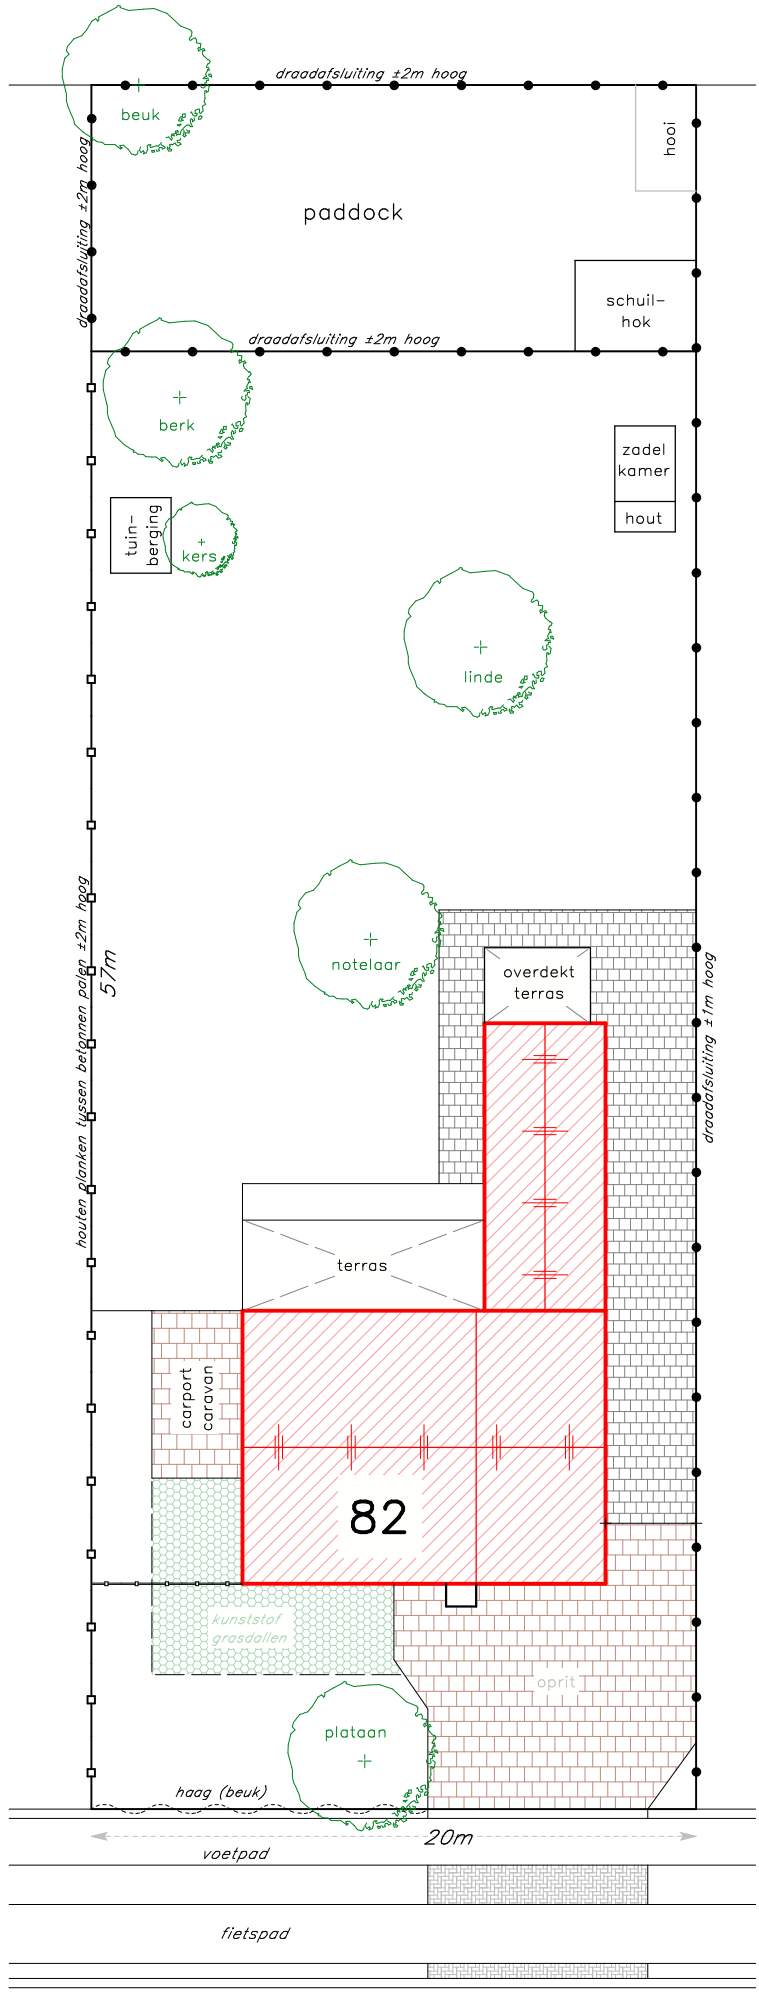 draadafsluiting ±2m hoog
beuk
hooi
draadafsluiting ±2m hoog
paddock
schuil-
hok
draadafsluiting ±2m hoog
berk
zadel
kamer
hout
tuin-
berging
kers
linde
houten planken tussen betonnen palen ±2m hoog
57m
notelaar
overdekt
terras
draadafsluiting ±1m hoog
terras
carport
caravan
82
kunststof
grasdallen
oprit
plataan
haag (beuk)
20m
voetpad
fietspad